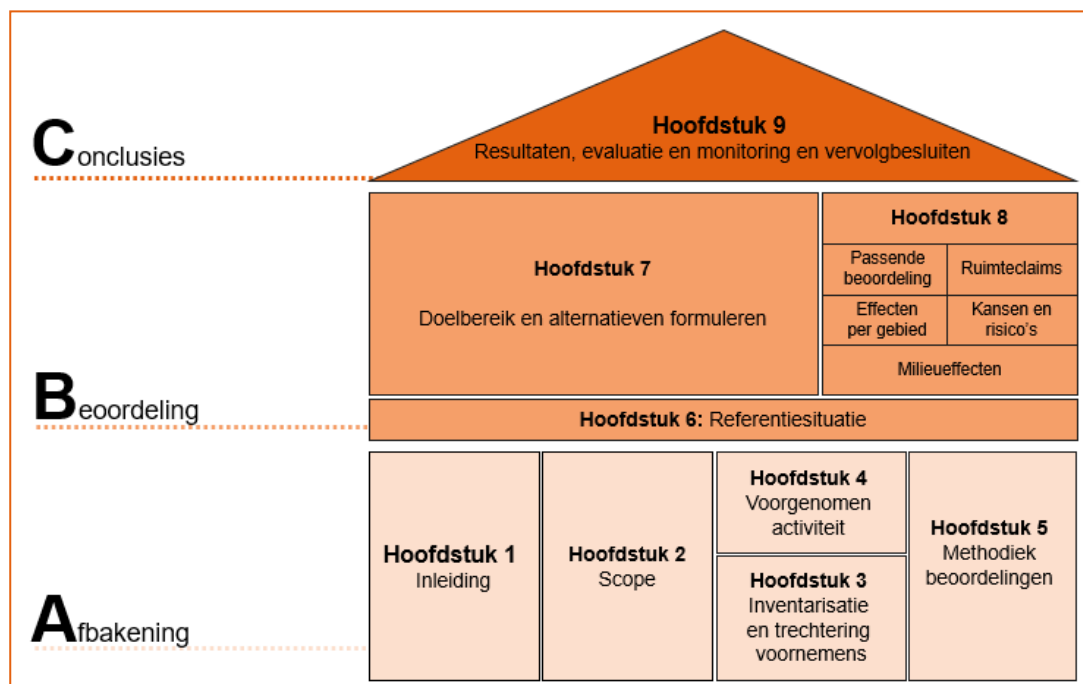 Conclusies
Hoofdstuk 9
Resultaten, evaluatie en monitoring en vervolgbesluiten
Beoordeling
Hoofdstuk 7
Doelbereik en alternatieven formuleren
Hoofdstuk 8
Passende
beoordeling
Ruimteclaims
Effecten
per gebied
Kansen en
risico's
Milieueffecten
Hoofdstuk 6: Referentiesituatie
Afbakening
Hoofdstuk 1
Inleiding
Hoofdstuk 2
Scope
Hoofdstuk 4
Voorgenomen
activiteit
Hoofdstuk 3
Inventarisatie
en trechtering
voornemens
Hoofdstuk 5
Methodiek
beoordelingen